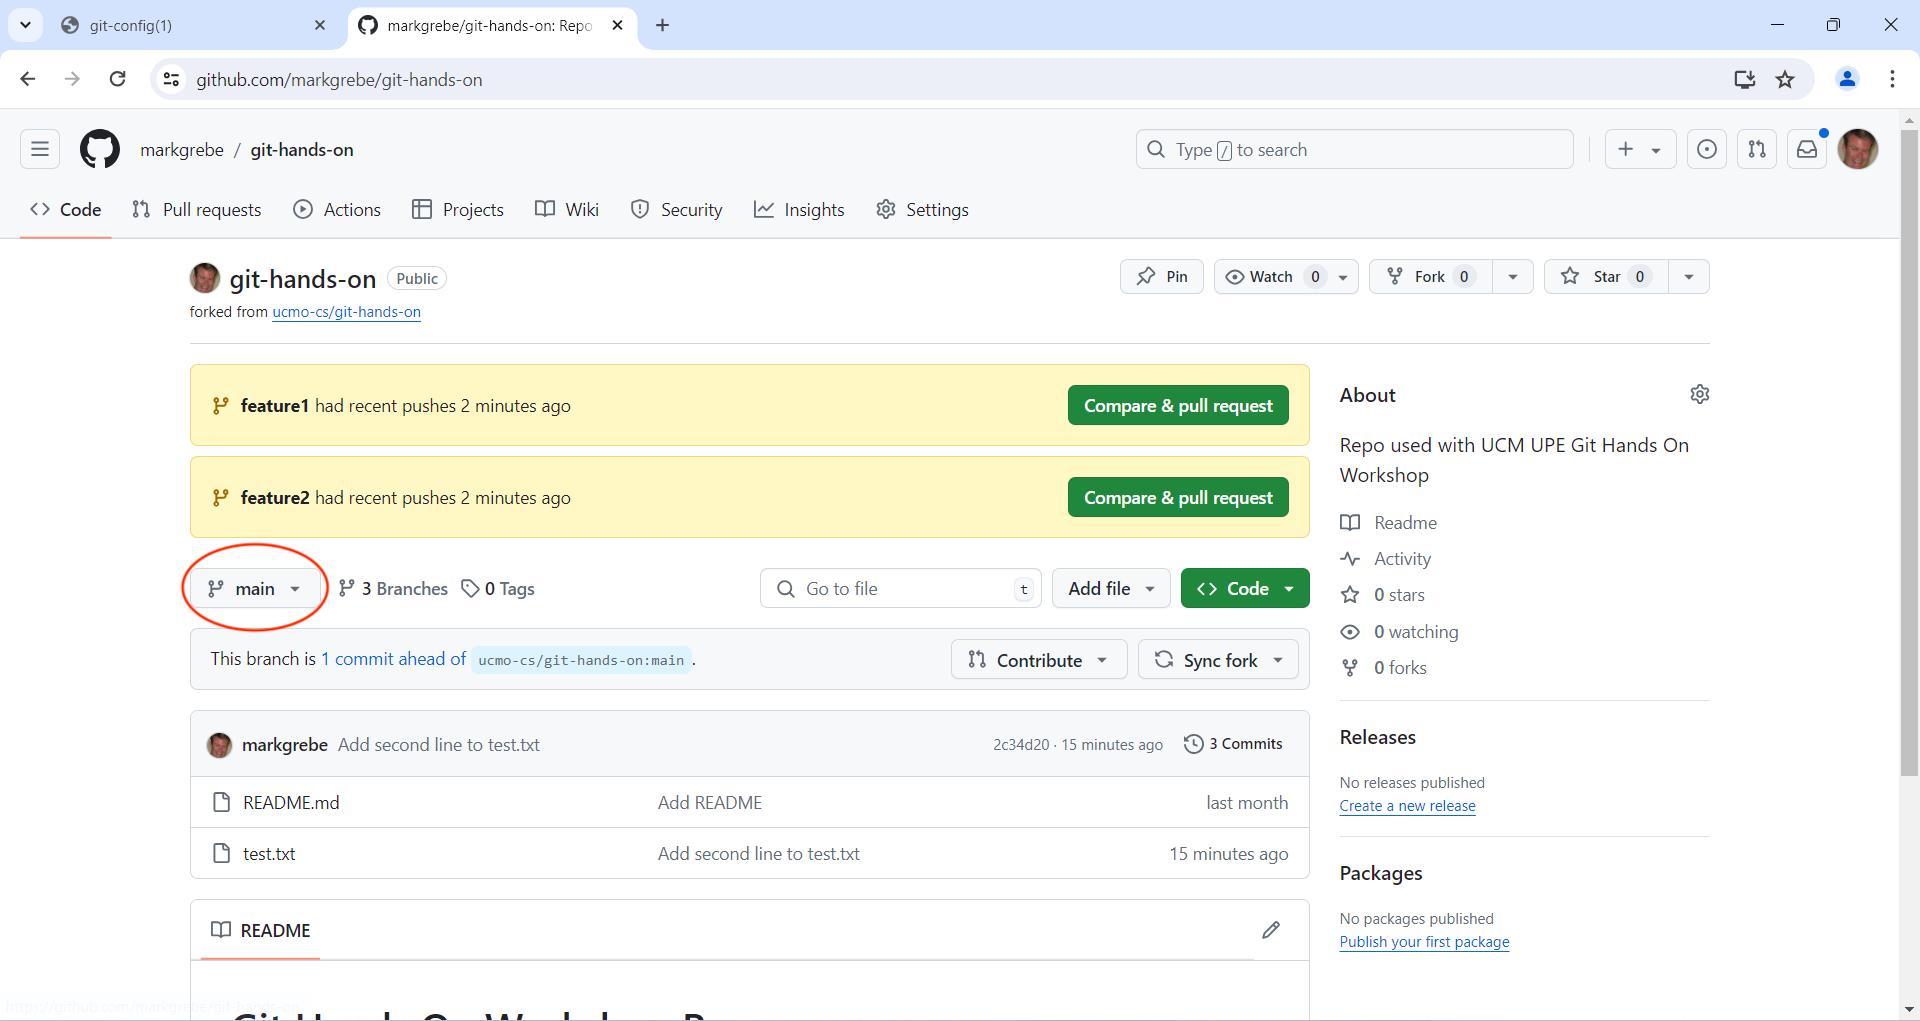 git-config(1)
markgrebe/git-hands-on: Repo
github.com/markgrebe/git-hands-on
markgrebe / git-hands-on
Type / to search
Code Pull requests Actions Projects Wiki Security Insights Settings
git-hands-on Public
Pin Watch 0 Fork 0 Star 0
forked from ucmo-cs/git-hands-on
feature1 had recent pushes 2 minutes ago
Compare & pull request
feature2 had recent pushes 2 minutes ago
Compare & pull request
main 3 Branches 0 Tags
Go to file t
Add file
Code
This branch is 1 commit ahead of ucmo-cs/git-hands-on:main .
Contribute
Sync fork
markgrebe Add second line to test.txt 2c34d20 · 15 minutes ago 3 Commits
README.md Add README last month
test.txt Add second line to test.txt 15 minutes ago
README
About
Repo used with UCM UPE Git Hands On
Workshop
Readme
Activity
0 stars
0 watching
0 forks
Releases
No releases published
Create a new release
Packages
No packages published
Publish your first package
https://github.com/markgrebe/git-hands-on